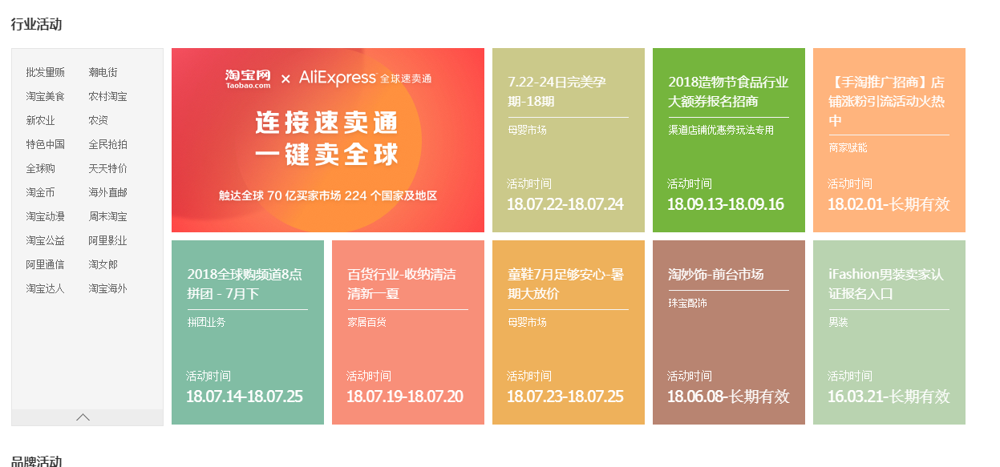 行业活动
批发量贩 潮电街
淘宝美食 农村淘宝
新农业 农资
特色中国 全民抢拍
全球购 天天特价
淘金币 海外直邮
淘宝动漫 周末淘宝
淘宝公益 阿里影业
阿里通信 淘女郎
淘宝达人 淘宝海外
淘宝网 × AliExpress 全球速卖通
Taobao.com
连接速卖通
一键卖全球
触达全球 70 亿买家市场 224 个国家及地区
7.22-24日完美孕
期-18期
母婴市场
活动时间
18.07.22-18.07.24
2018造物节食品行业
大额券报名招商
渠道店铺优惠券玩法专用
活动时间
18.09.13-18.09.16
【手淘推广招商】店
铺涨粉引流活动火热
中
商家赋能
活动时间
18.02.01-长期有效
2018全球购频道8点
拼团 - 7月下
拼团业务
活动时间
18.07.14-18.07.25
百货行业-收纳清洁
清新一夏
家居百货
活动时间
18.07.19-18.07.20
童鞋7月足够安心-暑
期大放价
母婴市场
活动时间
18.07.23-18.07.25
淘妙饰-前台市场
珠宝配饰
活动时间
18.06.08-长期有效
iFashion男装卖家认
证报名入口
男装
活动时间
16.03.21-长期有效
品牌活动